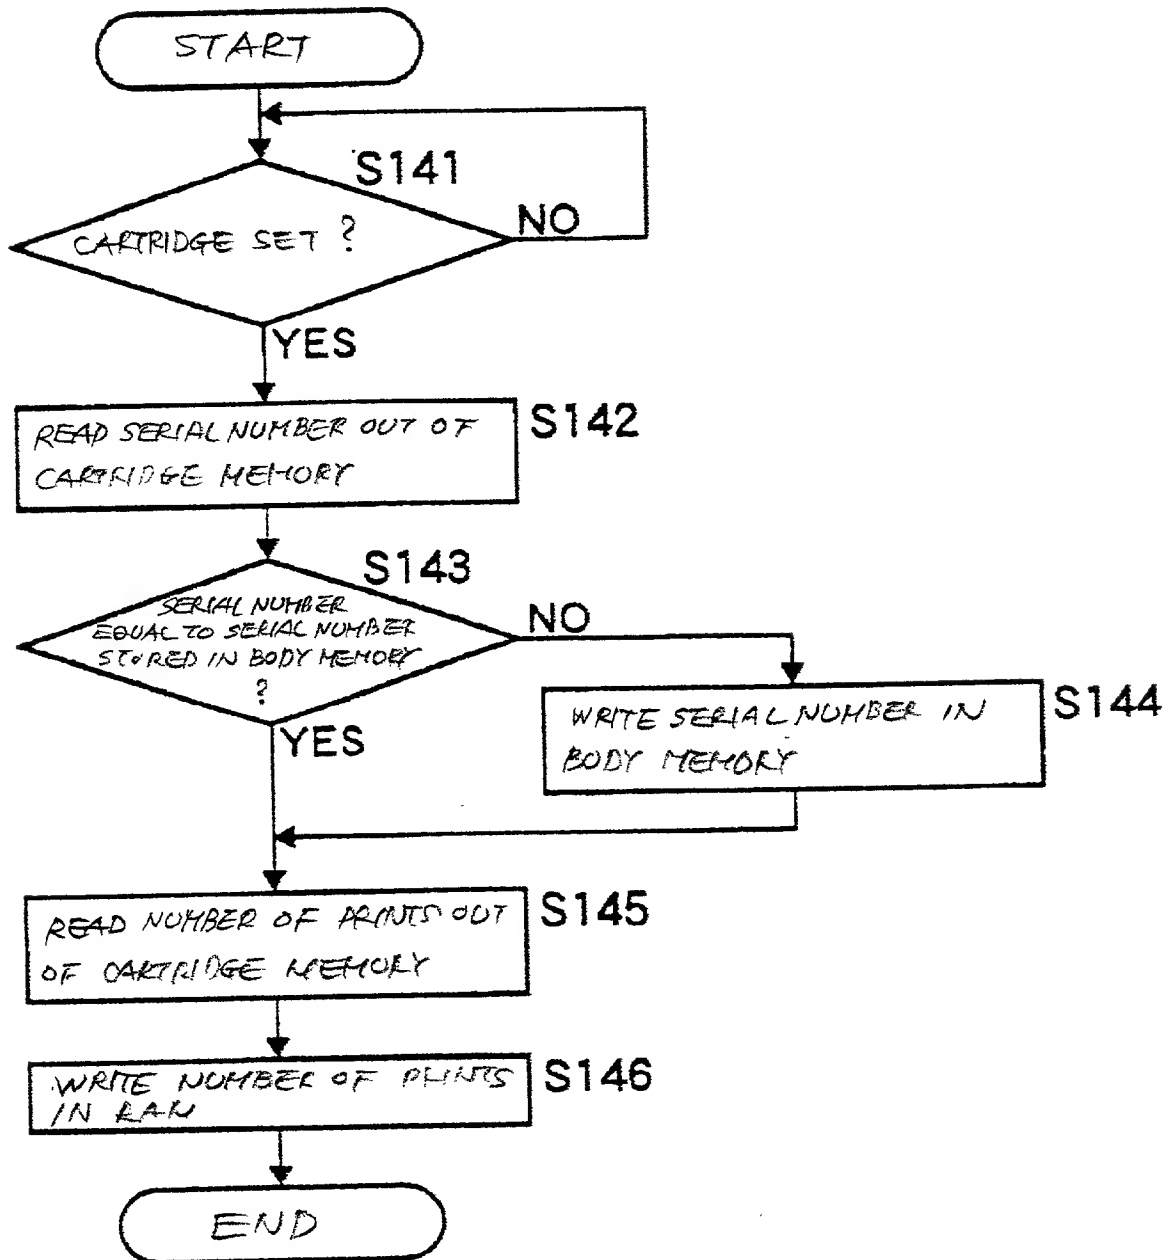 START
S141
CARTRIDGE SET ?
NO
YES
READ SERIAL NUMBER OUT OF
CARTRIDGE MEMORY
S142
S143
SERIAL NUMBER
EQUAL TO SERIAL NUMBER
STORED IN BODY MEMORY
?
NO
YES
WRITE SERIAL NUMBER IN
BODY MEMORY
S144
READ NUMBER OF PRINTS OUT
OF CARTRIDGE MEMORY
S145
WRITE NUMBER OF PRINTS
IN RAM
S146
END